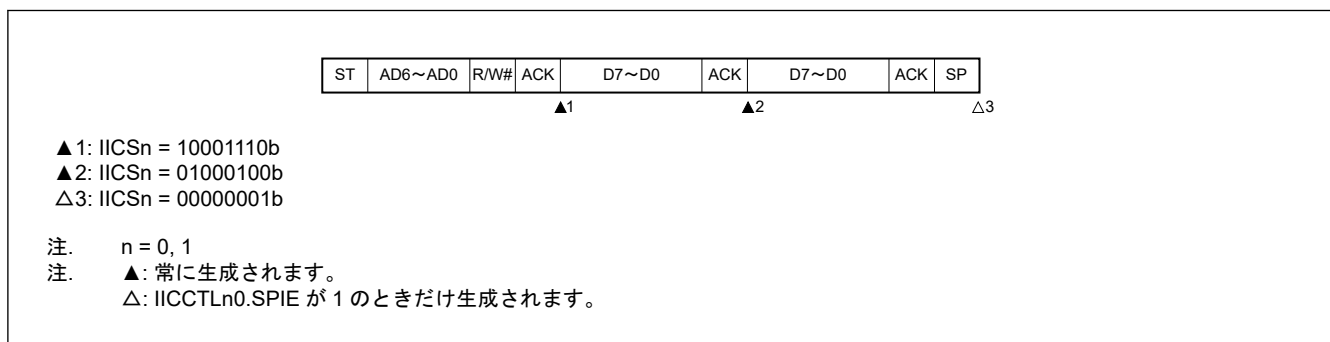 ST AD6～AD0 R/W# ACK D7～D0 ACK D7～D0 ACK SP
▲1 ▲2 △3
▲1: IICSn = 10001110b
▲2: IICSn = 01000100b
△3: IICSn = 00000001b
注. n = 0, 1
注. ▲: 常に生成されます。
△: IICCTLn0.SPIE が 1 のときだけ生成されます。